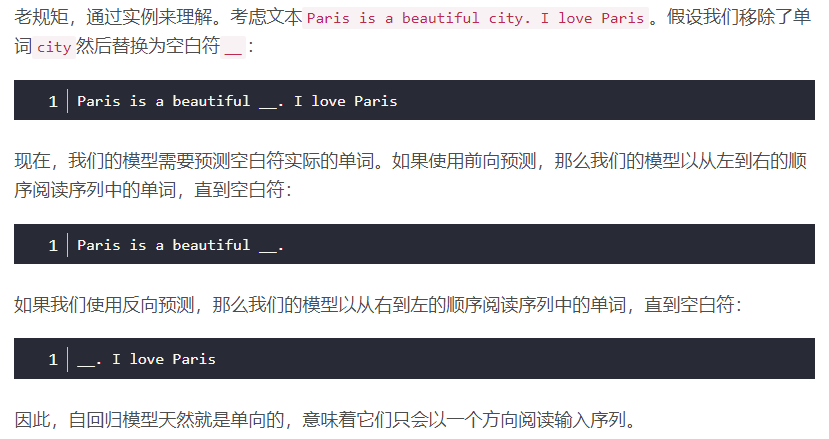 老规矩，通过实例来理解。考虑文本 Paris is a beautiful city. I love Paris 。假设我们移除了单
词 city 然后替换为空白符 __ ：
1 Paris is a beautiful __. I love Paris
现在，我们的模型需要预测空白符实际的单词。如果使用前向预测，那么我们的模型以从左到右的顺
序阅读序列中的单词，直到空白符：
1 Paris is a beautiful __.
如果我们使用反向预测，那么我们的模型以从右到左的顺序阅读序列中的单词，直到空白符：
1 __. I love Paris
因此，自回归模型天然就是单向的，意味着它们只会以一个方向阅读输入序列。